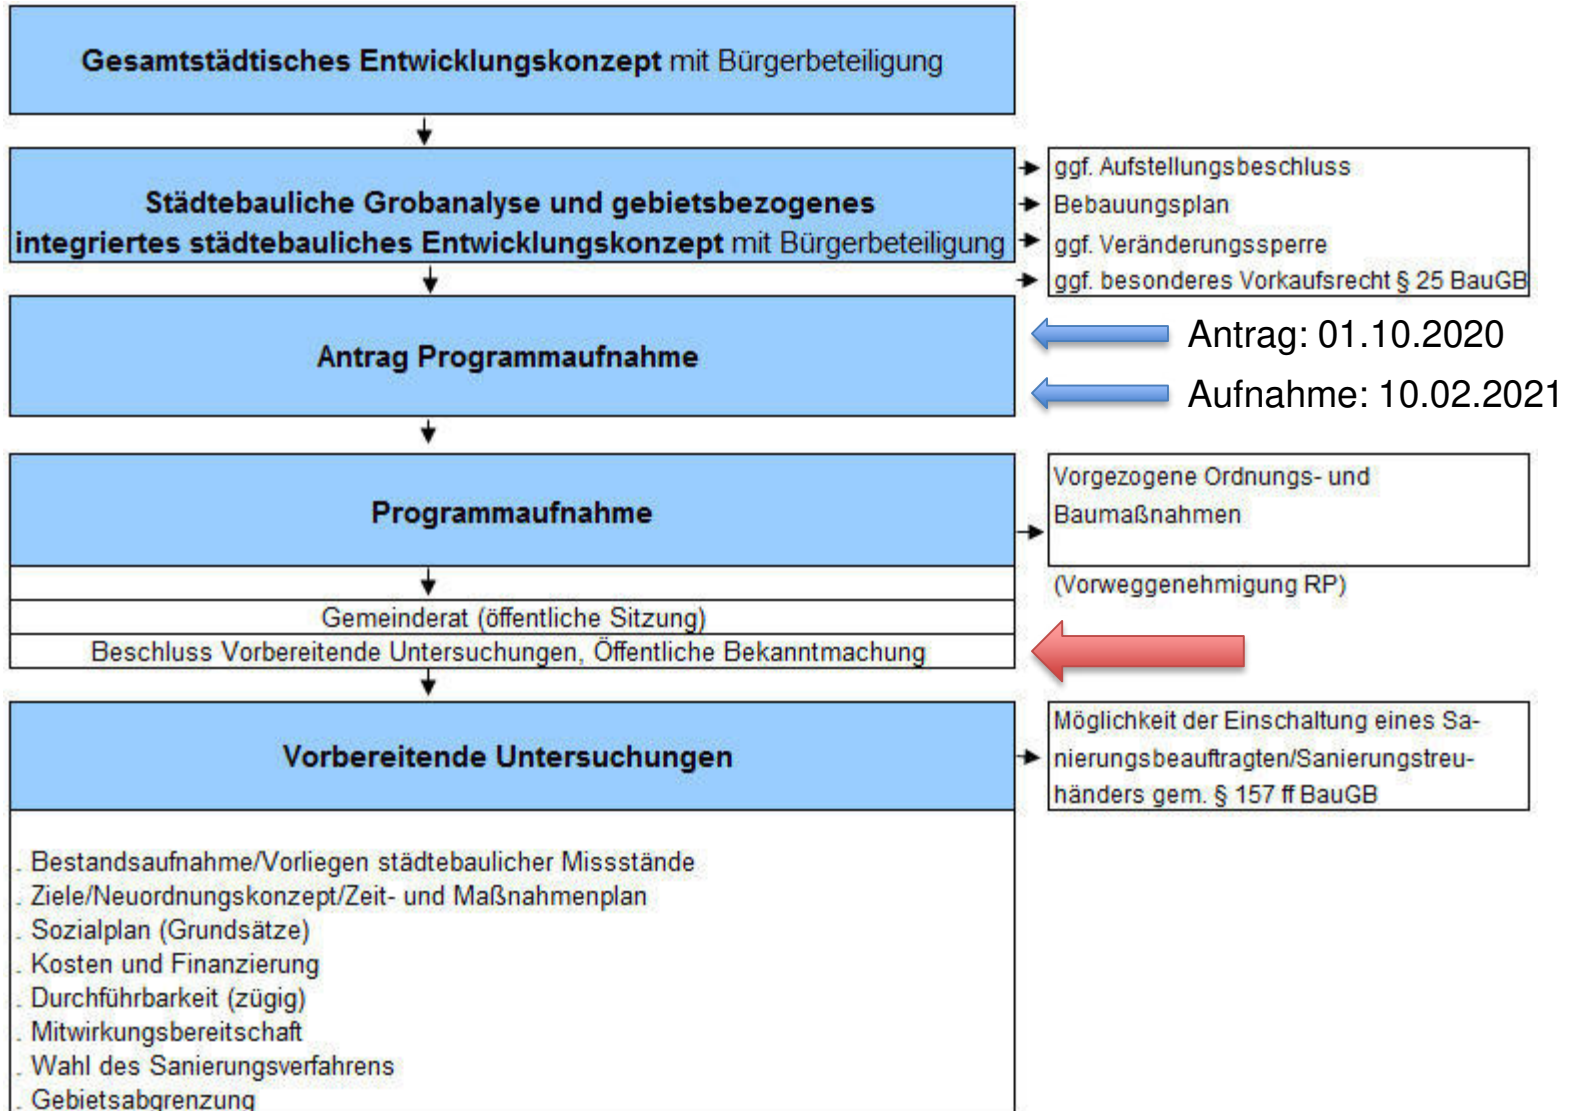 Gesamtstädtisches Entwicklungskonzept mit Bürgerbeteiligung
Städtebauliche Grobanalyse und gebietsbezogenes
integriertes städtebauliches Entwicklungskonzept mit Bürgerbeteiligung
ggf. Aufstellungsbeschluss
Bebauungsplan
ggf. Veränderungssperre
ggf. besonderes Vorkaufsrecht § 25 BauGB
Antrag Programmaufnahme
Antrag: 01.10.2020
Aufnahme: 10.02.2021
Programmaufnahme
Vorgezogene Ordnungs- und
Baumaßnahmen
(Vorweggenehmigung RP)
Gemeinderat (öffentliche Sitzung)
Beschluss Vorbereitende Untersuchungen, Öffentliche Bekanntmachung
Vorbereitende Untersuchungen
Möglichkeit der Einschaltung eines Sa-
nierungsbeauftragten/Sanierungstreu-
händers gem. § 157 ff BauGB
. Bestandsaufnahme/Vorliegen städtebaulicher Missstände
. Ziele/Neuordnungskonzept/Zeit- und Maßnahmenplan
. Sozialplan (Grundsätze)
. Kosten und Finanzierung
. Durchführbarkeit (zügig)
. Mitwirkungsbereitschaft
. Wahl des Sanierungsverfahrens
. Gebietsabgrenzung